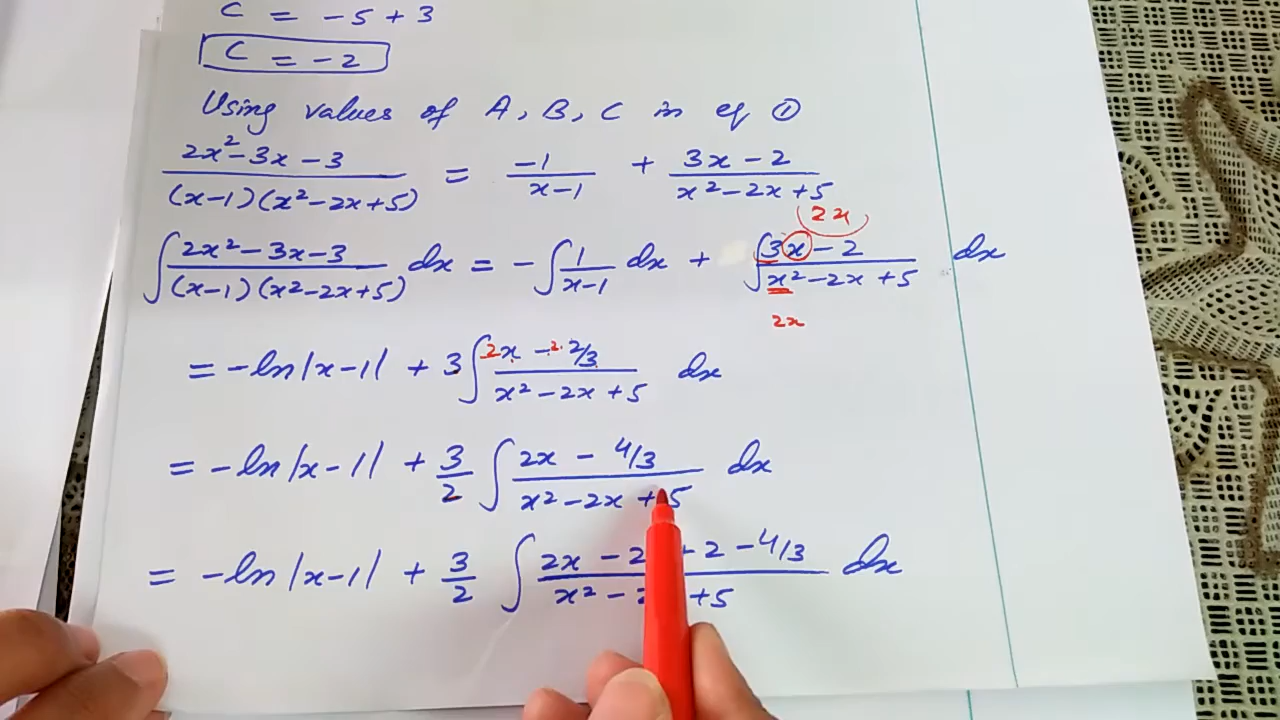 C = -5 + 3
C = -2
Using values of A, B, C in eq ①
2x²-3x-3 / (x-1)(x²-2x+5) = -1 / x-1 + 3x-2 / x²-2x+5
2x
∫ 2x²-3x-3 / (x-1)(x²-2x+5) dx = -∫ 1 / x-1 dx + ∫ 3x-2 / x²-2x+5 dx
2x
= -ln|x-1| + 3∫ 2x - 2· 2/3 / x²-2x+5 dx
= -ln|x-1| + 3/2 ∫ 2x - 4/3 / x²-2x+5 dx
= -ln|x-1| + 3/2 ∫ 2x - 2 + 2 - 4/3 / x² - 2 +5 dx